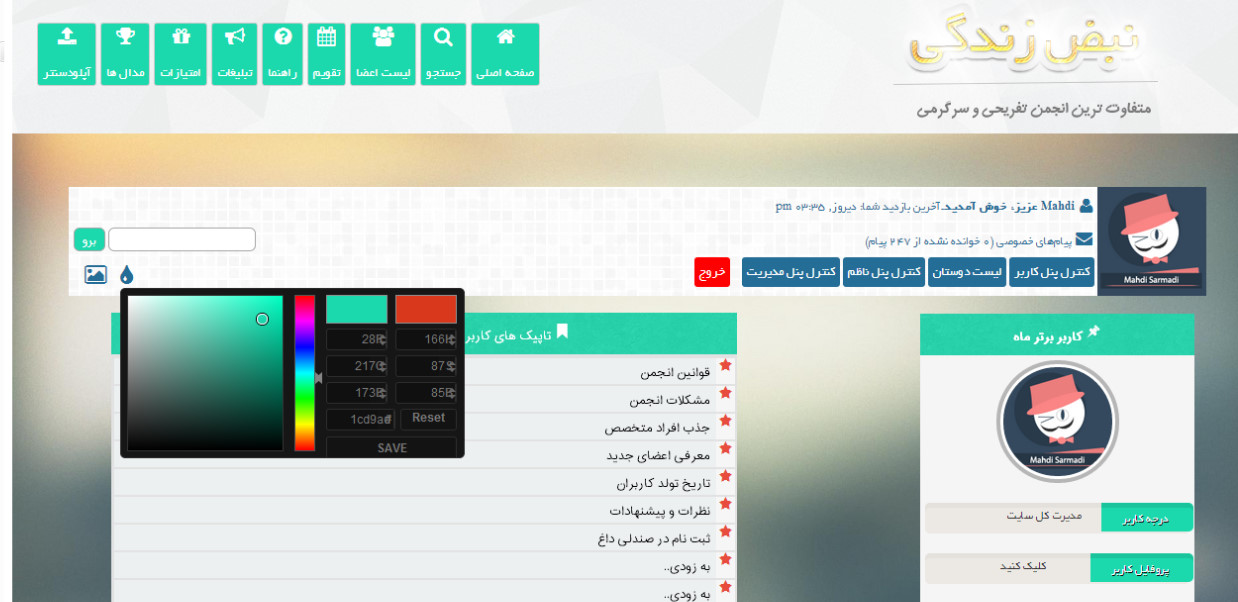 نبض زندگی
متفاوت ترین انجمن تفریحی و سرگرمی
صفحه اصلی
جستجو
لیست اعضا
تقویم
راهنما
تبلیغات
امتیازات
مدال ها
آپلودسنتر
Mahdi عزیز، خوش آمدید. آخرین بازدید شما: دیروز, ۰۳:۳۵ pm
پیام‌های خصوصی (۰ خوانده نشده از ۲۴۷ پیام)
برو
کنترل پنل کاربر
لیست دوستان
کنترل پنل ناظم
کنترل پنل مدیریت
خروج
Mahdi Sarmadi
کاربر برتر ماه
Mahdi Sarmadi
درجه کاربر
مدیرت کل سایت
پروفایل کاربر
کلیک کنید
تاپیک های کاربر
قوانین انجمن
مشکلات انجمن
جذب افراد متخصص
معرفی اعضای جدید
تاریخ تولد کاربران
نظرات و پیشنهادات
ثبت نام در صندلی داغ
به زودی..
به زودی..
28 166
217 87
173 85
1cd9ad Reset
SAVE